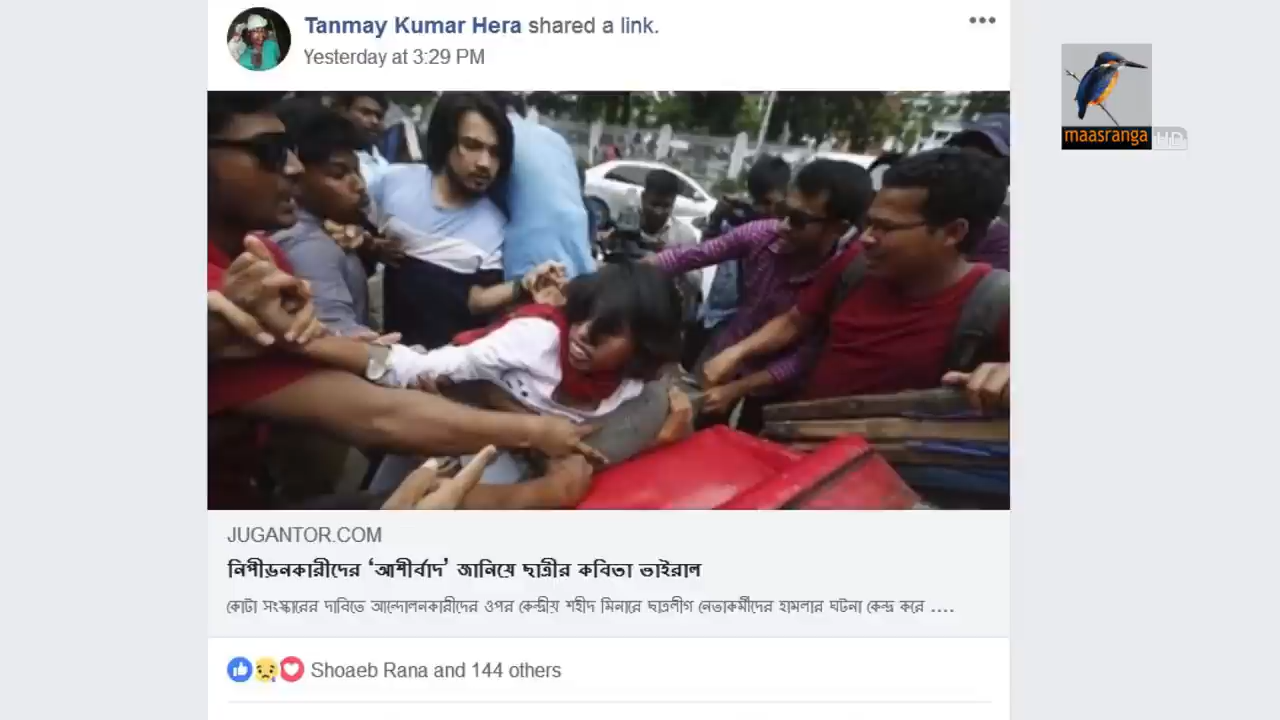 Tanmay Kumar Hera shared a link.
Yesterday at 3:29 PM
maasranga HD
JUGANTOR.COM
নিপীড়নকারীদের ‘আশীর্বাদ’ জানিয়ে ছাত্রীর কবিতা ভাইরাল
কোটা সংস্কারের দাবিতে আন্দোলনকারীদের ওপর কেন্দ্রীয় শহীদ মিনারে ছাত্রলীগ নেতাকর্মীদের হামলার ঘটনা কেন্দ্র করে ....
Shoaeb Rana and 144 others